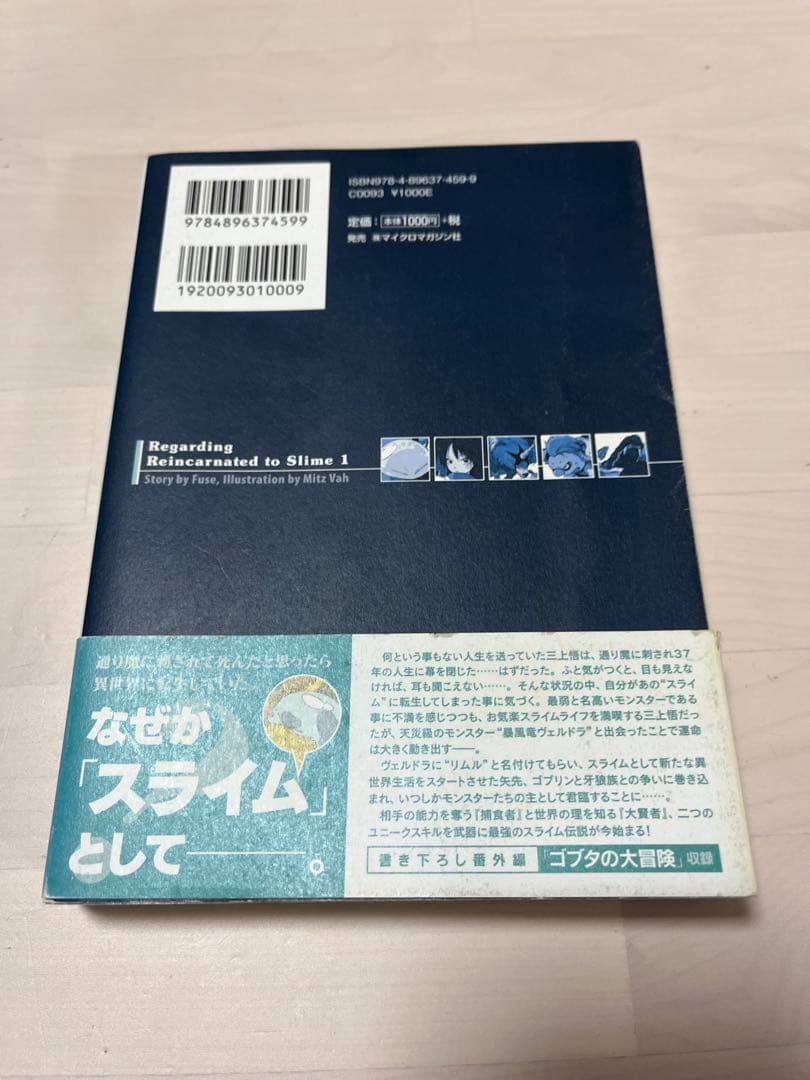 ISBN978-4-89637-459-9
C0093 ¥1000E
定価：本体1000円+税
発売 ㈱マイクロマガジン社
9784896374599
1920093010009
Regarding
Reincarnated to Slime 1
Story by Fuse, Illustration by Mitz Vah
通り魔に刺されて死んだと思ったら
異世界に転生していた。
なぜか
「スライム」
として───。
何という事もない人生を送っていた三上悟は、通り魔に刺され37
年の人生に幕を閉じた……はずだった。ふと気がつくと、目も見えな
ければ、耳も聞こえない……。そんな状況の中、自分があの“スライ
ム”に転生してしまった事に気づく。最弱と名高いモンスターである
事に不満を感じつつも、お気楽スライムライフを満喫する三上悟だっ
たが、天災級のモンスター“暴風竜ヴェルドラ”と出会ったことで運命
は大きく動き出す――。
ヴェルドラに“リムル”と名付けてもらい、スライムとして新たな異
世界生活をスタートさせた矢先、ゴブリンと牙狼族との争いに巻き込
まれ、いつしかモンスターたちの主として君臨することに……。
相手の能力を奪う『捕食者』と世界の理を知る『大賢者』、二つの
ユニークスキルを武器に最強のスライム伝説が今始まる!
書き下ろし番外編 「ゴブタの大冒険」収録